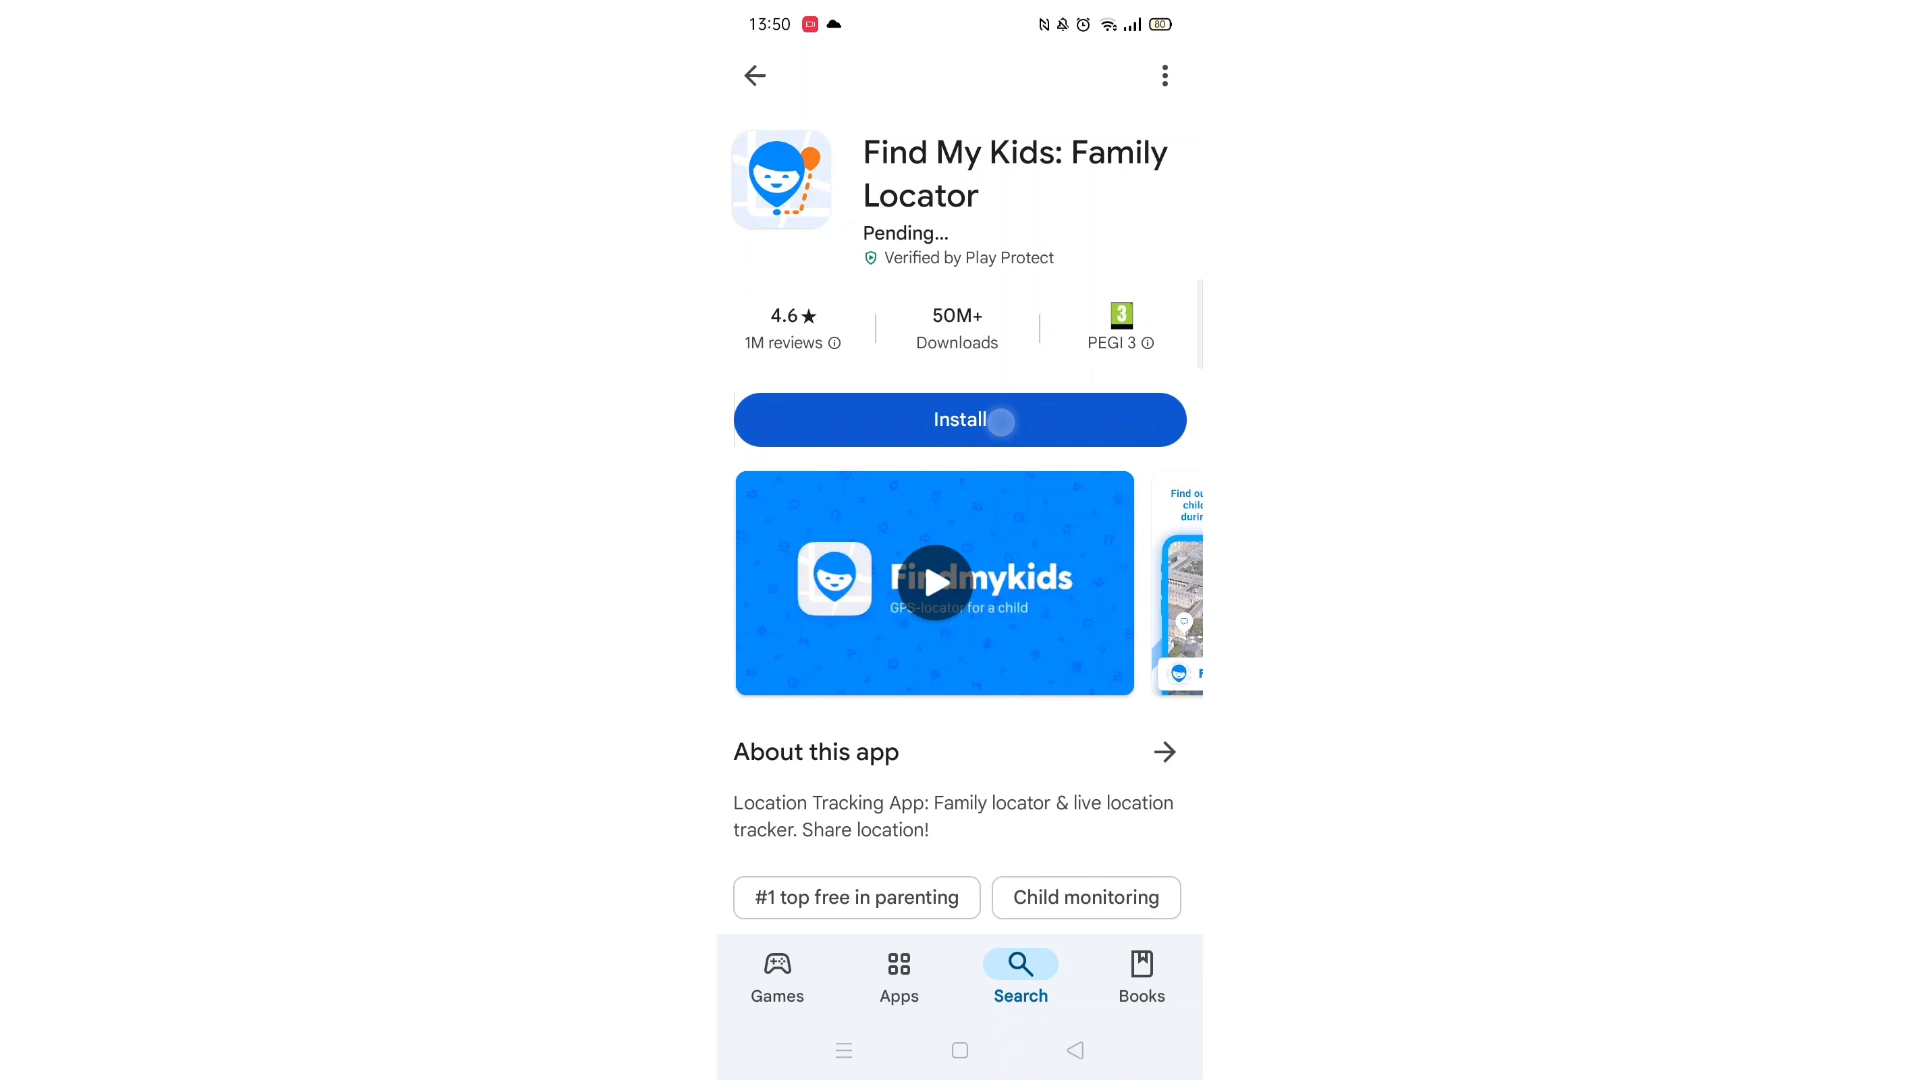 13:50
80
Find My Kids: Family
Locator
Pending...
Verified by Play Protect
4.6★
1M reviews
50M+
Downloads
3
PEGI 3
Install
Findmykids
GPS-locator for a child
Find ou
chil
durin
F
About this app
Location Tracking App: Family locator & live location
tracker. Share location!
#1 top free in parenting
Child monitoring
Games
Apps
Search
Books